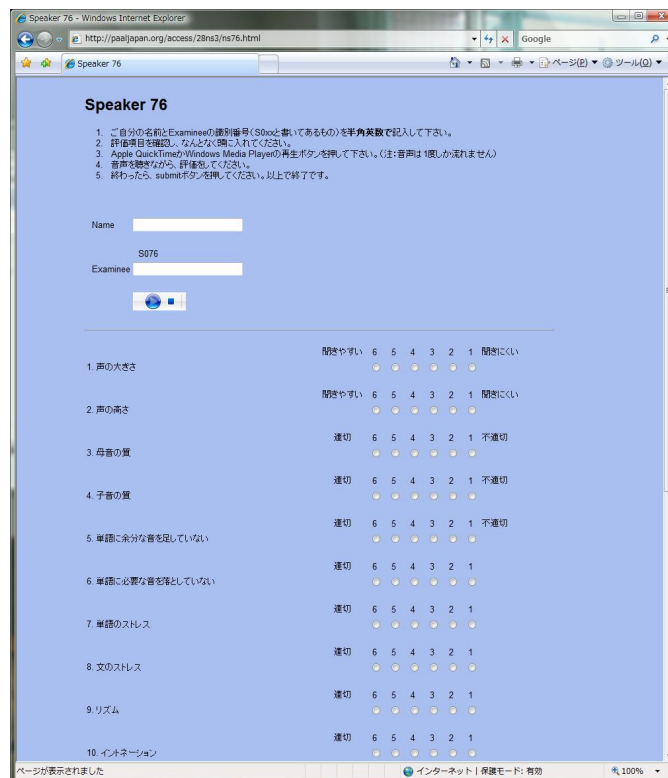 Speaker 76 - Windows Internet Explorer
http://paaljapan.org/access/28ns3/ns76.html
Google
Speaker 76
ページ(P) ツール(O)
Speaker 76
1. ご自分の名前とExamineeの識別番号(S0xxと書いてあるもの)を半角英数で記入して下さい。
2. 評価項目を確認し、なんとなく頭に入れてください。
3. Apple QuickTimeかWindows Media Playerの再生ボタンを押して下さい。(注:音声は1度しか流れません)
4. 音声を聴きながら、評価をしてください。
5. 終わったら、submitボタンを押してください。以上で終了です。
Name
S076
Examinee
聞きやすい 6 5 4 3 2 1 聞きにくい
1. 声の大きさ
聞きやすい 6 5 4 3 2 1 聞きにくい
2. 声の高さ
適切 6 5 4 3 2 1 不適切
3. 母音の質
適切 6 5 4 3 2 1 不適切
4. 子音の質
適切 6 5 4 3 2 1 不適切
5. 単語に余分な音を足していない
適切 6 5 4 3 2 1
6. 単語に必要な音を落としていない
適切 6 5 4 3 2 1
7. 単語のストレス
適切 6 5 4 3 2 1
8. 文のストレス
適切 6 5 4 3 2 1
9. リズム
適切 6 5 4 3 2 1
10. イントネーション
ページが表示されました インターネット | 保護モード: 有効 100%